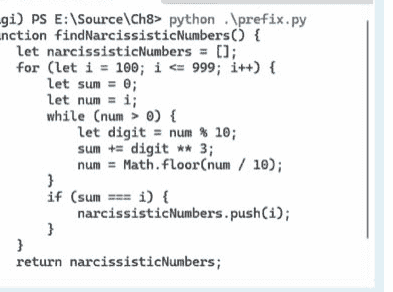 gi) PS E:\Source\Ch8> python .\prefix.py
nction findNarcissisticNumbers() {
let narcissisticNumbers = [];
for (let i = 100; i <= 999; i++) {
let sum = 0;
let num = i;
while (num > 0) {
let digit = num % 10;
sum += digit ** 3;
num = Math.floor(num / 10);
}
if (sum === i) {
narcissisticNumbers.push(i);
}
}
return narcissisticNumbers;